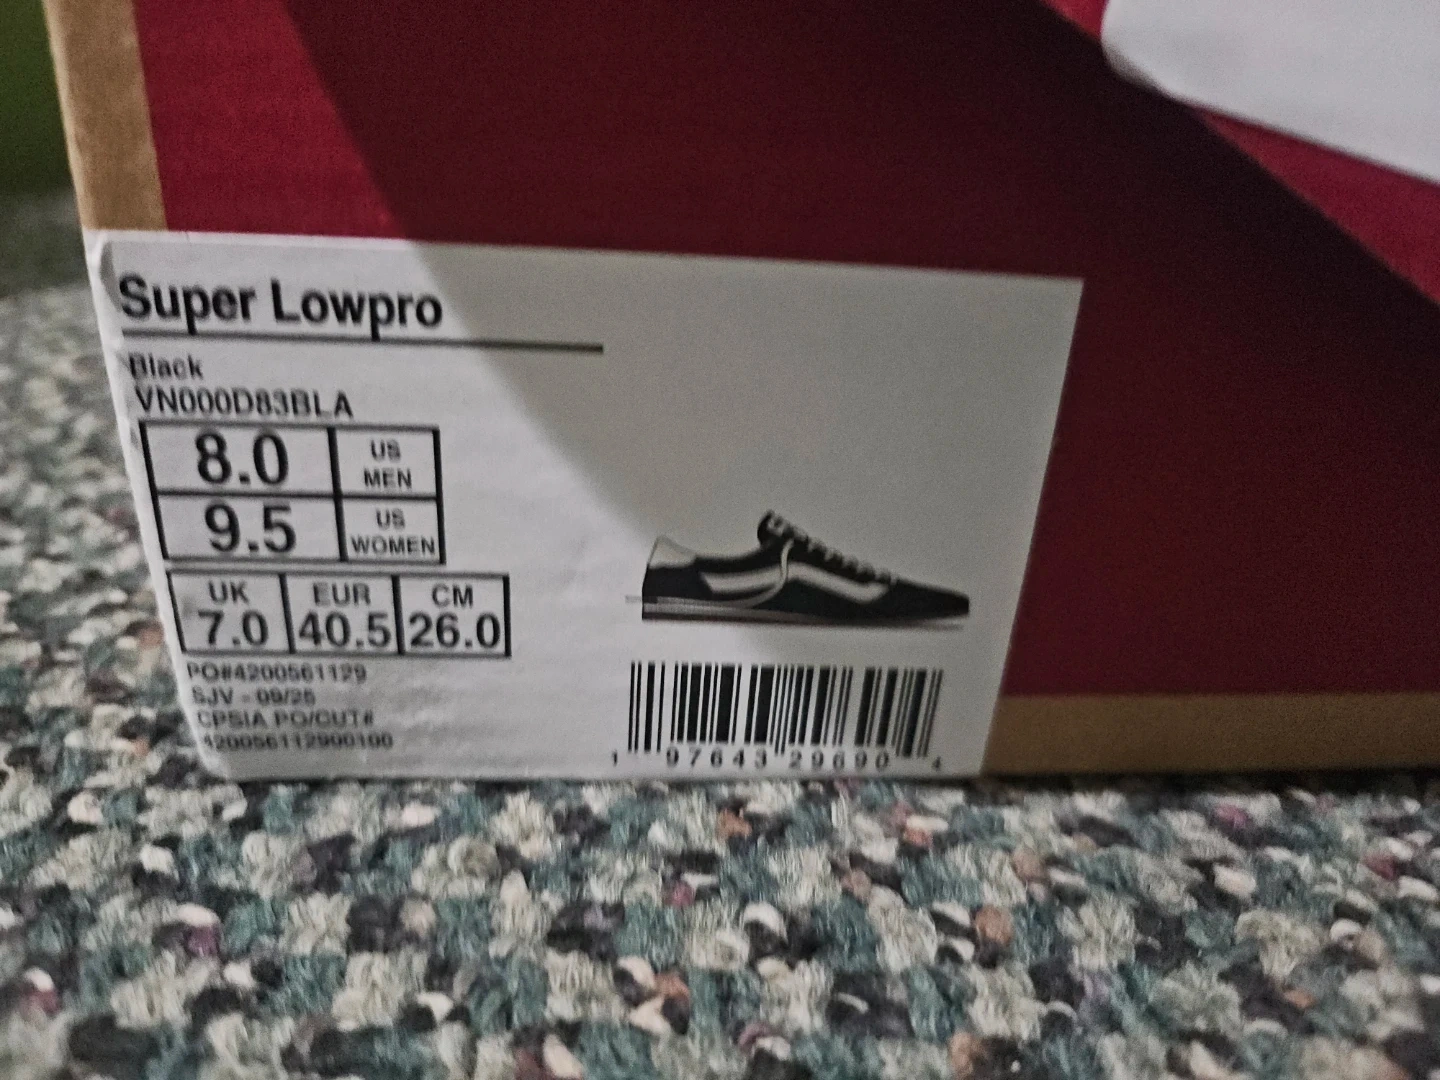 Super Lowpro
Black
VN000D83BLA
8.0 US MEN
9.5 US WOMEN
UK EUR CM
7.0 40.5 26.0
PO#4200561129
SJV - 09/25
CPSIA PO/CUT#
420056112900100
1 97643 29690 4